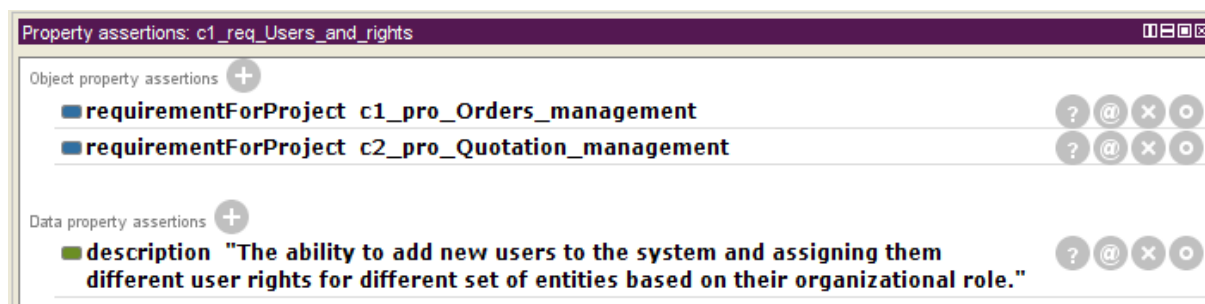 Property assertions: c1_req_Users_and_rights
Object property assertions
requirementForProject c1_pro_Orders_management
requirementForProject c2_pro_Quotation_management
Data property assertions
description "The ability to add new users to the system and assigning them
different user rights for different set of entities based on their organizational role."